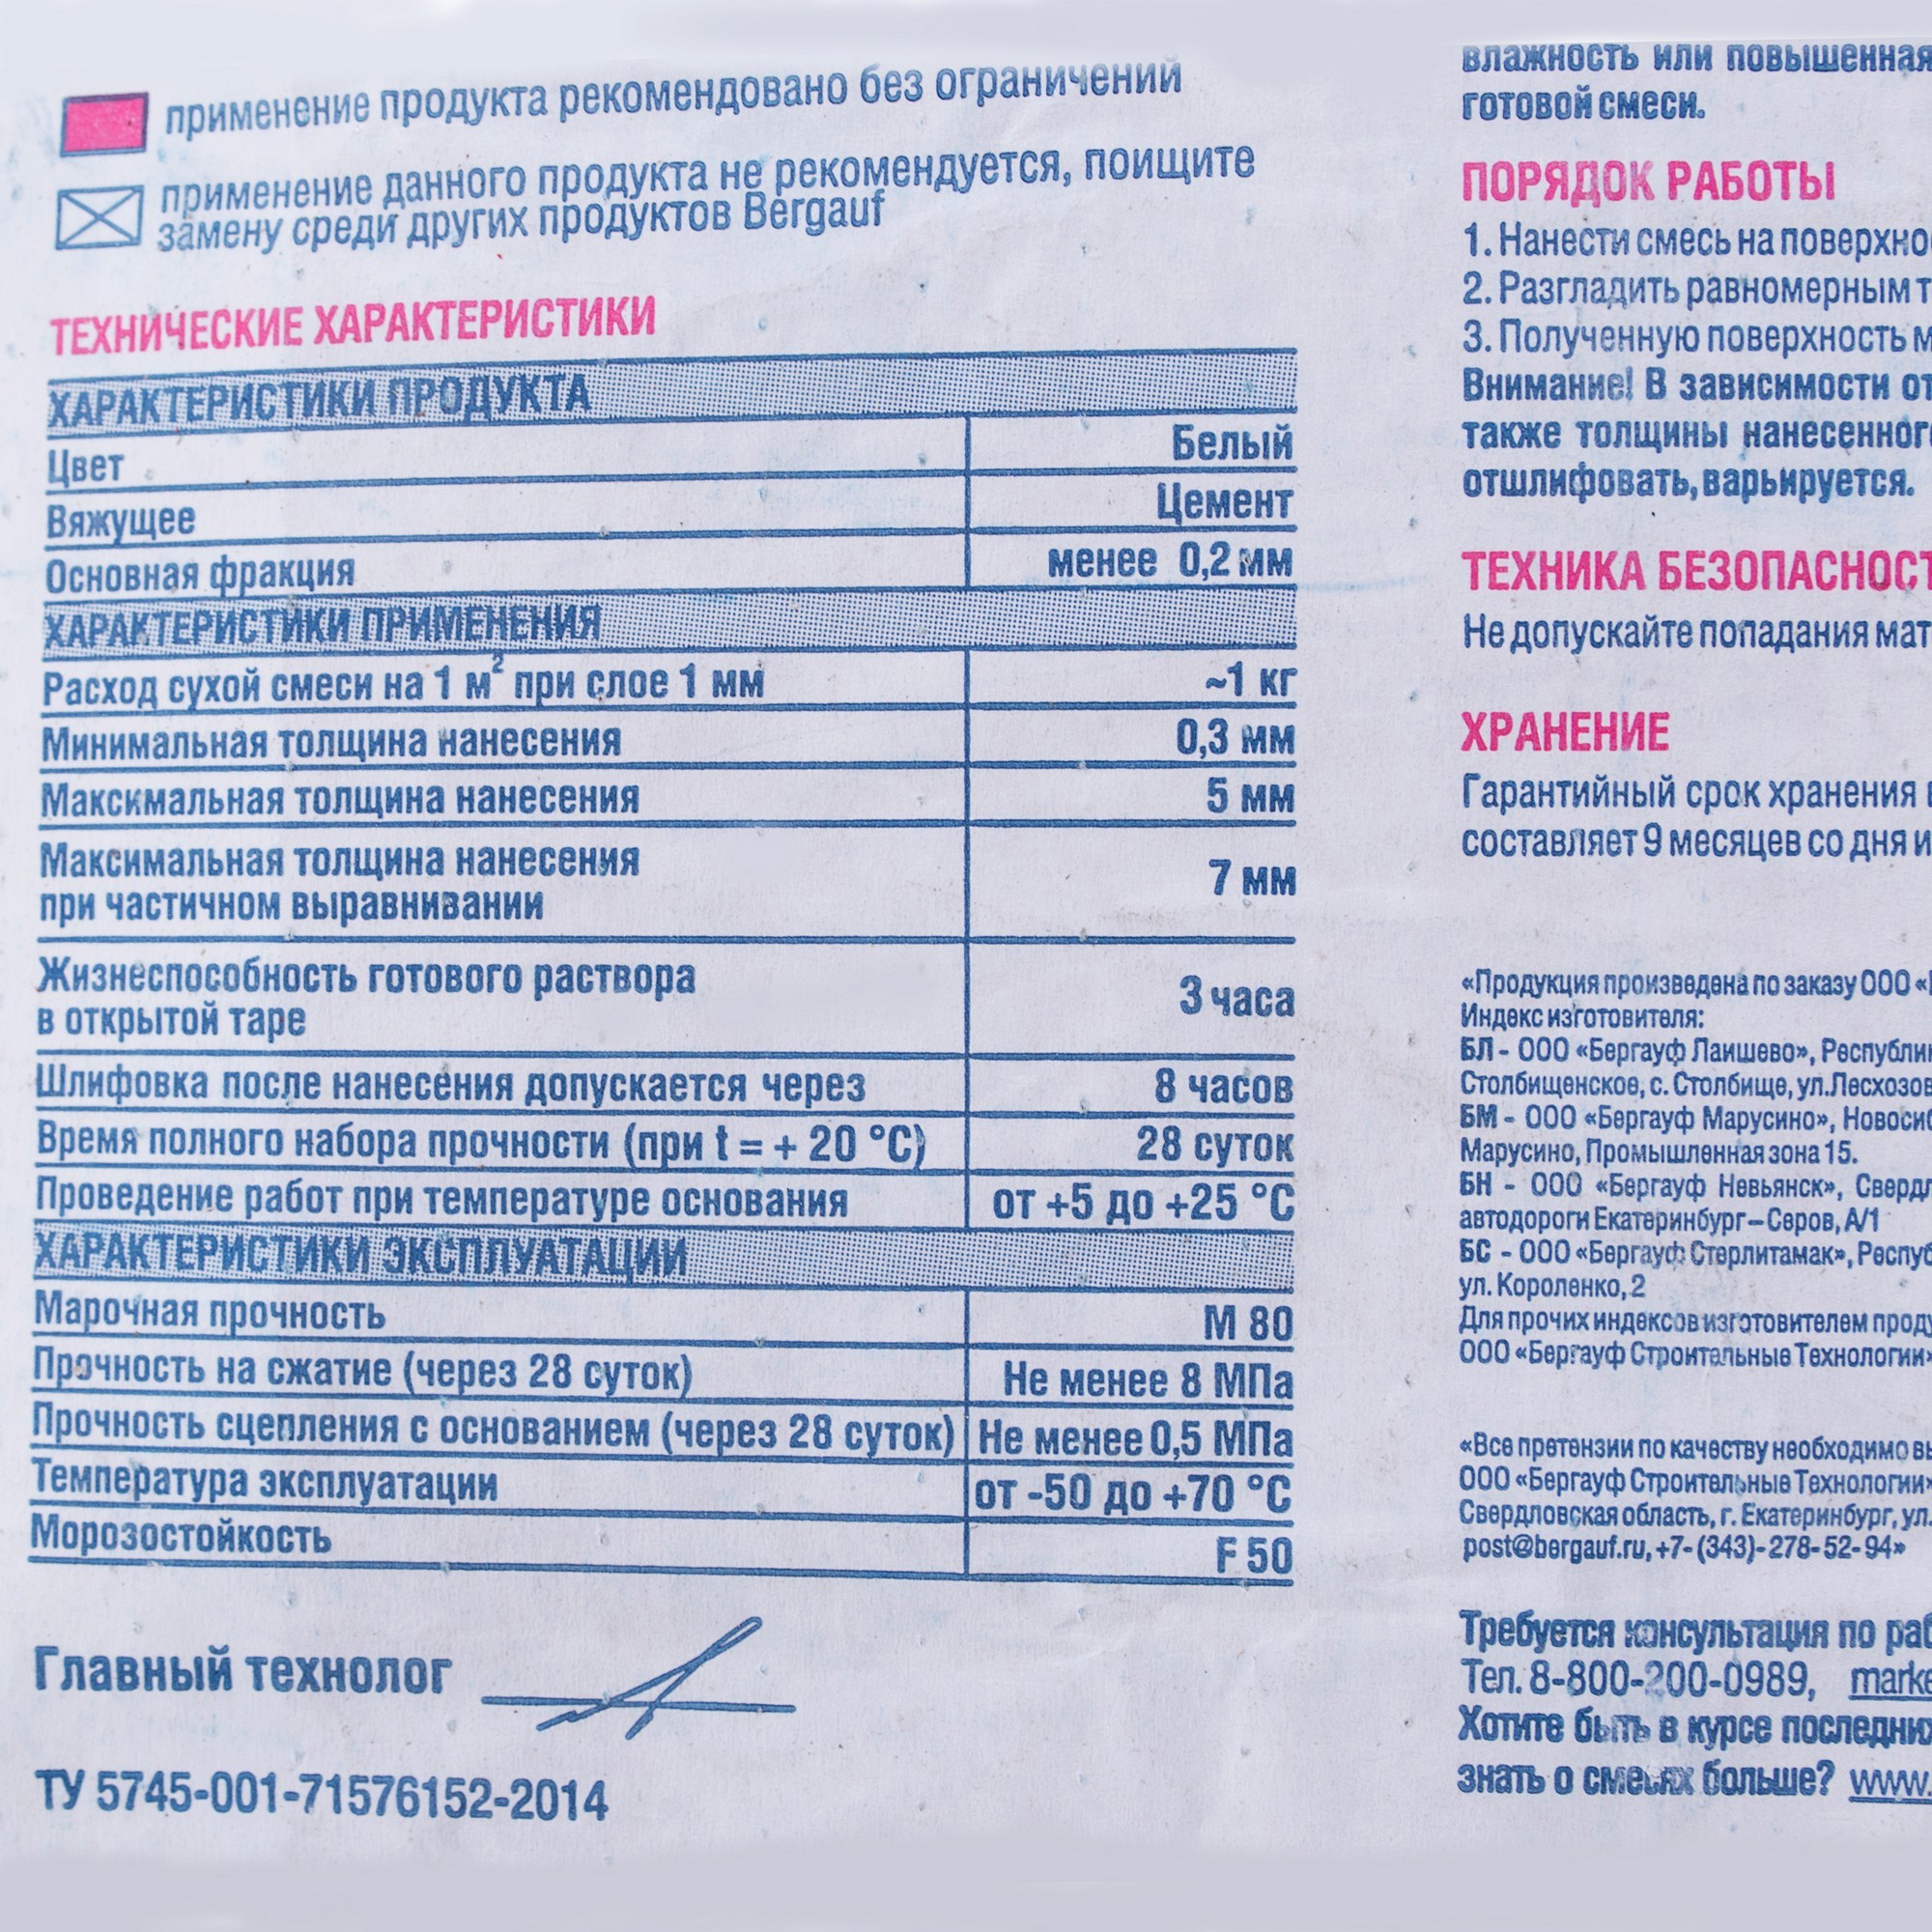 применение продукта рекомендовано без ограничений
применение данного продукта не рекомендуется, поищите
замену среди других продуктов Bergauf
ТЕХНИЧЕСКИЕ ХАРАКТЕРИСТИКИ
ХАРАКТЕРИСТИКИ ПРОДУКТА
Цвет Белый
Вяжущее Цемент
Основная фракция менее 0,2 мм
ХАРАКТЕРИСТИКИ ПРИМЕНЕНИЯ
Расход сухой смеси на 1 м² при слое 1 мм ~1 кг
Минимальная толщина нанесения 0,3 мм
Максимальная толщина нанесения 5 мм
Максимальная толщина нанесения
при частичном выравнивании 7 мм
Жизнеспособность готового раствора
в открытой таре 3 часа
Шлифовка после нанесения допускается через 8 часов
Время полного набора прочности (при t = + 20 °C) 28 суток
Проведение работ при температуре основания от +5 до +25 °C
ХАРАКТЕРИСТИКИ ЭКСПЛУАТАЦИИ
Марочная прочность М 80
Прочность на сжатие (через 28 суток) Не менее 8 МПа
Прочность сцепления с основанием (через 28 суток) Не менее 0,5 МПа
Температура эксплуатации от -50 до +70 °C
Морозостойкость F 50
Главный технолог
ТУ 5745-001-71576152-2014
влажность или повышенная
готовой смеси.
ПОРЯДОК РАБОТЫ
1. Нанести смесь на
2. Разгладить равномерным
3. Полученную поверхность
Внимание! В зависимости от
также толщины
отшлифовать, варьируется.
ТЕХНИКА
Не допускайте попадания
ХРАНЕНИЕ
Гарантийный срок хранения
составляет 9 месяцев со дня
«Продукция произведена по заказу ООО
Индекс изготовителя:
БЛ - ООО «Бергауф Лаишево»,
Столбищенское, с. Столбище, ул.
БМ - ООО «Бергауф Марусино»,
Марусино, Промышленная зона 15.
БН - ООО «Бергауф Невьянск»,
автодороги Екатеринбург – Серов, А/1
БС - ООО «Бергауф Стерлитамак»,
ул. Короленко, 2
Для прочих индексов изготовителем
ООО «Бергауф Строительные Технологии»
«Все претензии по качеству необходимо
ООО «Бергауф Строительные Технологии»
Свердловская область, г. Екатеринбург, ул.
post@bergauf.ru, +7- (343)- 278- 52- 94»
Требуется консультация по
Тел. 8-800-200-0989,
Хотите быть в курсе
знать о смесях больше? www.